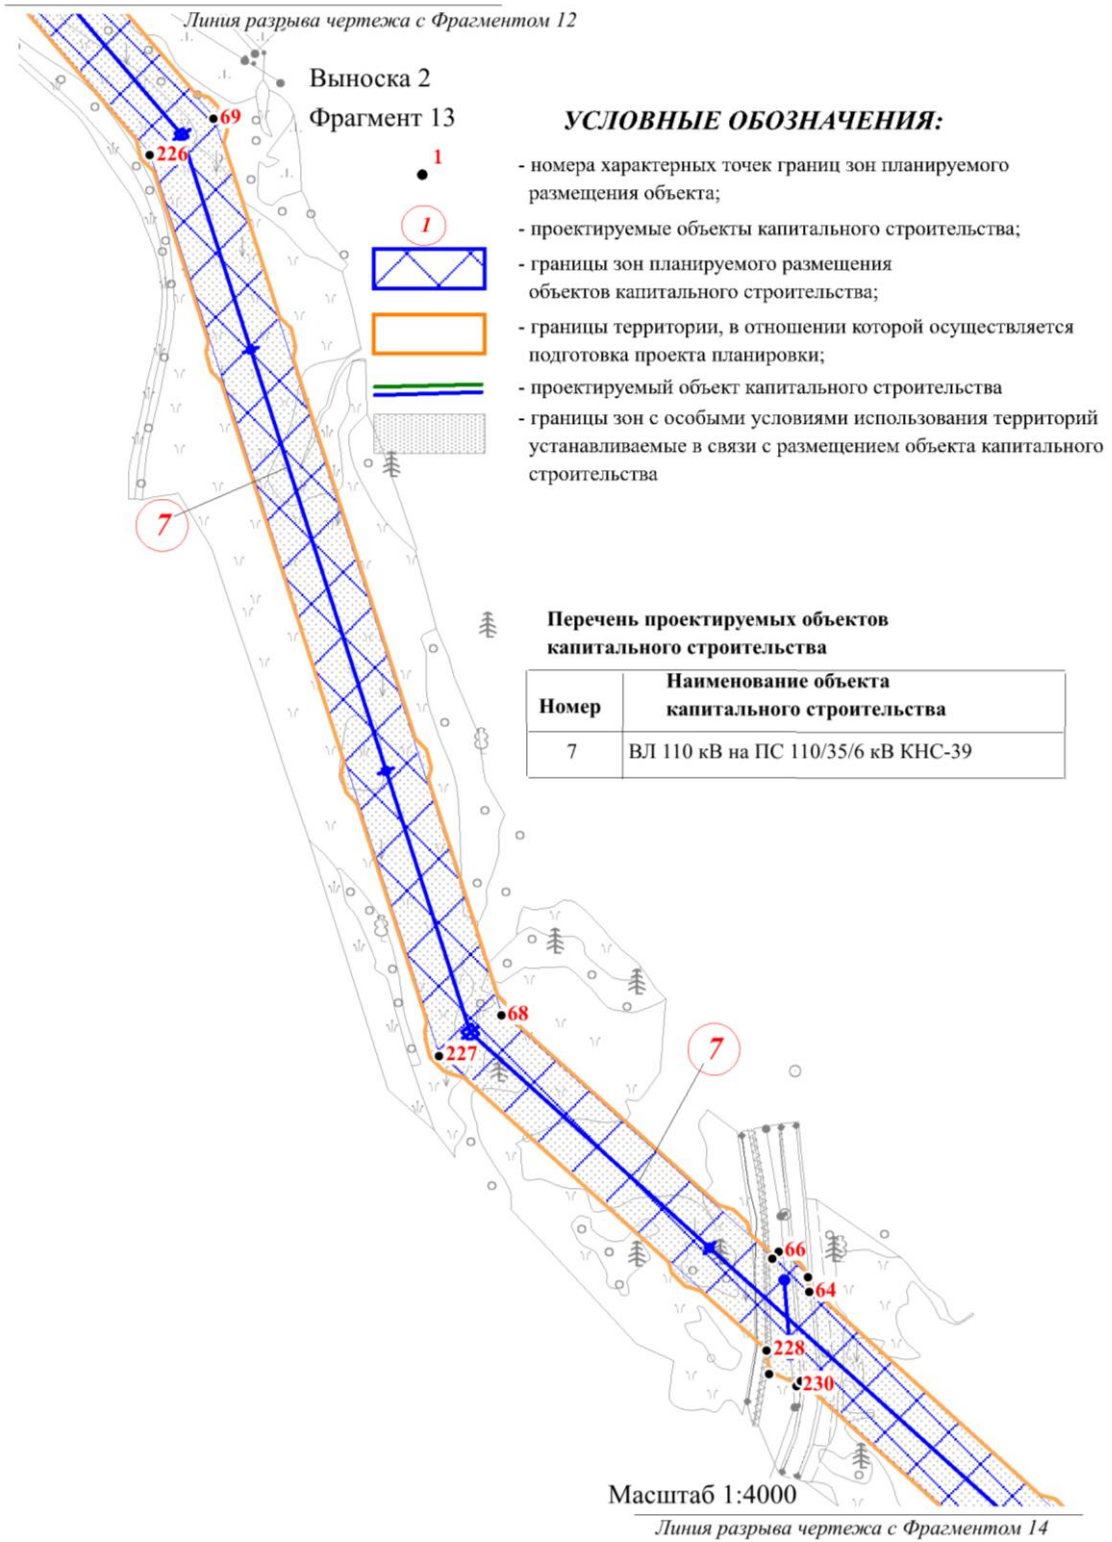 Линия разрыва чертежа с Фрагментом 12
Выноска 2
Фрагмент 13
69
226
УСЛОВНЫЕ ОБОЗНАЧЕНИЯ:
1
- номера характерных точек границ зон планируемого
размещения объекта;
1
- проектируемые объекты капитального строительства;
- границы зон планируемого размещения
объектов капитального строительства;
- границы территории, в отношении которой осуществляется
подготовка проекта планировки;
- проектируемый объект капитального строительства
- границы зон с особыми условиями использования территорий
устанавливаемые в связи с размещением объекта капитального
строительства
7
Перечень проектируемых объектов
капитального строительства
Номер
Наименование объекта
капитального строительства
7
ВЛ 110 кВ на ПС 110/35/6 кВ КНС-39
68
227
7
66
64
228
230
Масштаб 1:4000
Линия разрыва чертежа с Фрагментом 14